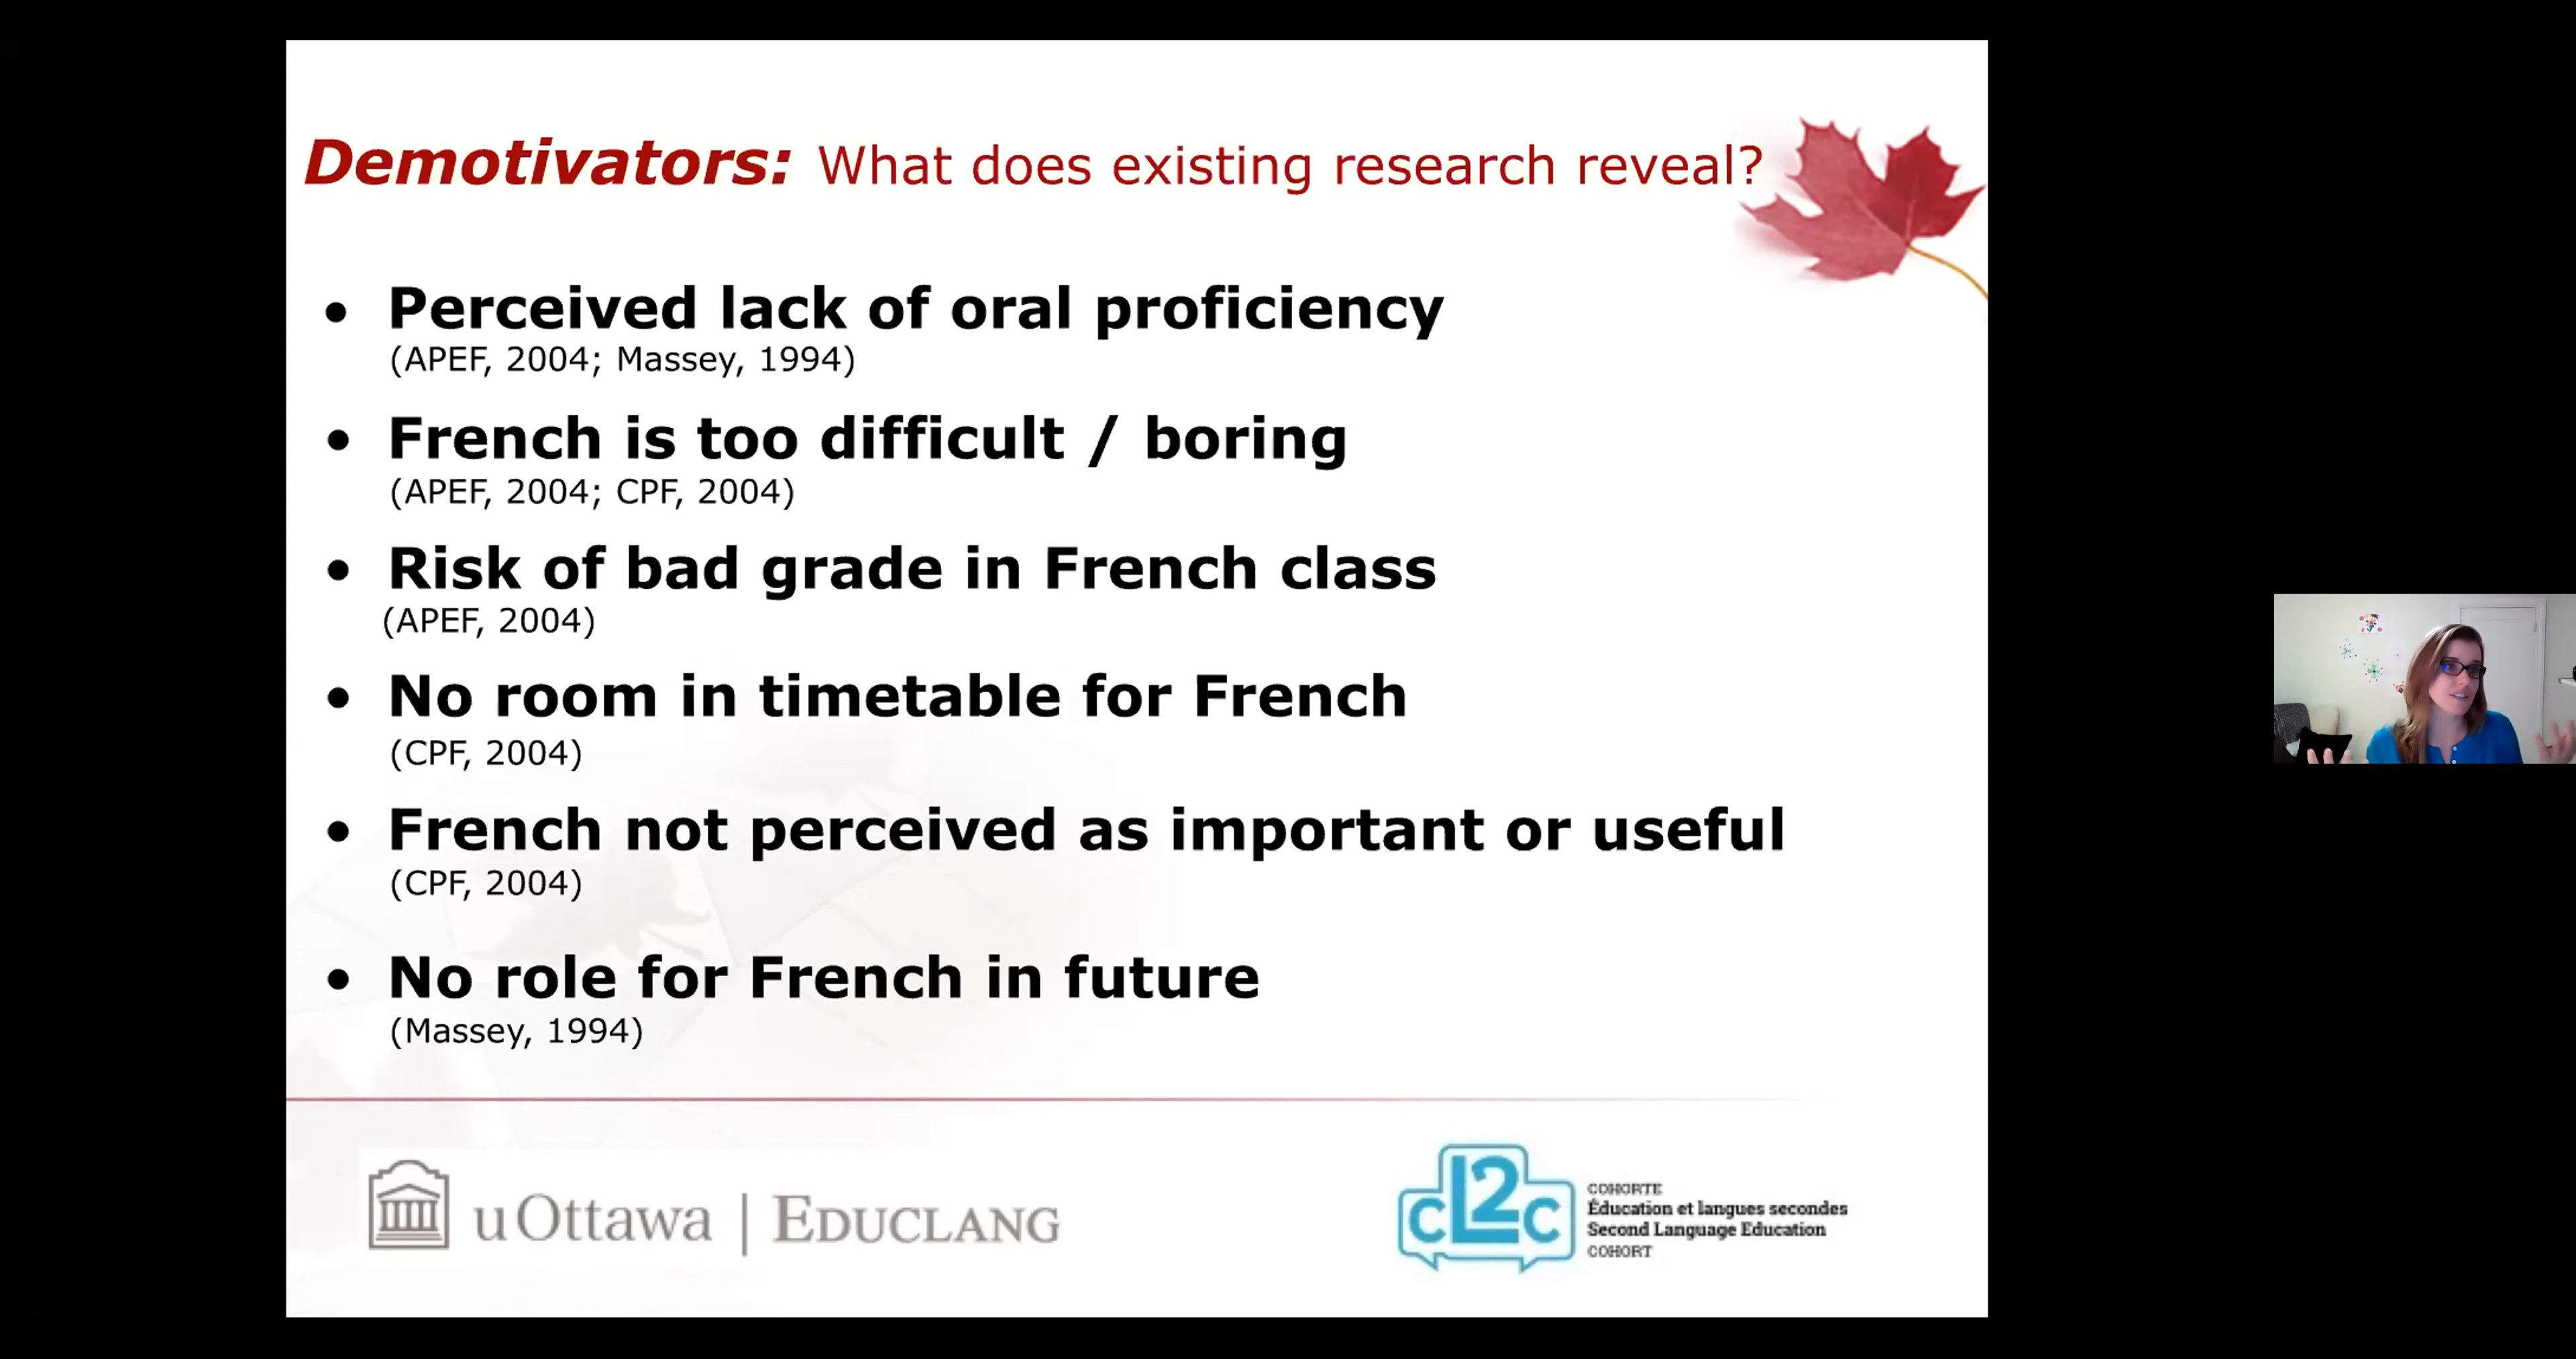 Demotivators: What does existing research reveal?
• Perceived lack of oral proficiency
(APEF, 2004; Massey, 1994)
• French is too difficult / boring
(APEF, 2004; CPF, 2004)
• Risk of bad grade in French class
(APEF, 2004)
• No room in timetable for French
(CPF, 2004)
• French not perceived as important or useful
(CPF, 2004)
• No role for French in future
(Massey, 1994)
uOttawa | EDUCLANG
cL2c
COHORTE
Éducation et langues secondes
Second Language Education
COHORT